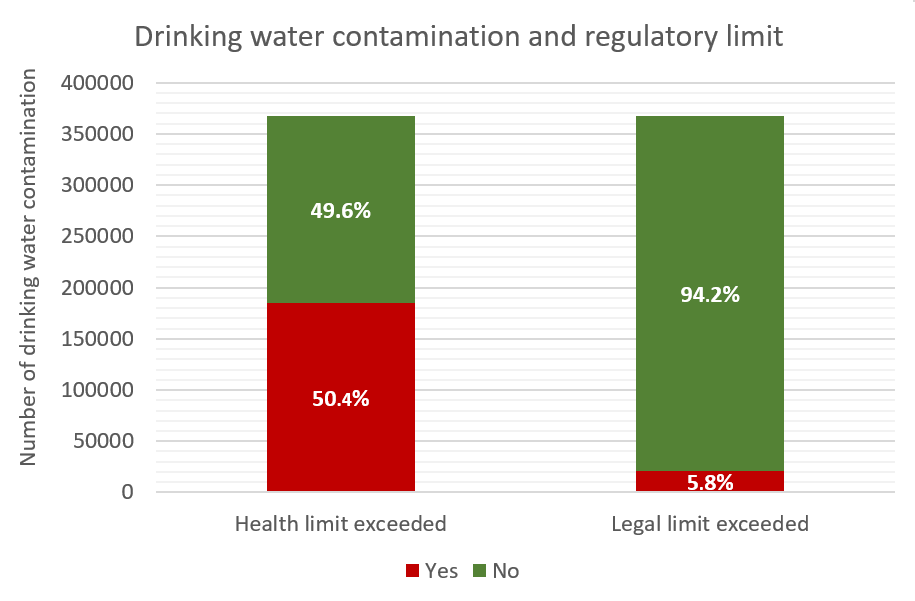 Drinking water contamination and regulatory limit
Number of drinking water contamination
400000
350000
300000
250000
200000
150000
100000
50000
0
49.6%
50.4%
94.2%
5.8%
Health limit exceeded
Legal limit exceeded
Yes
No